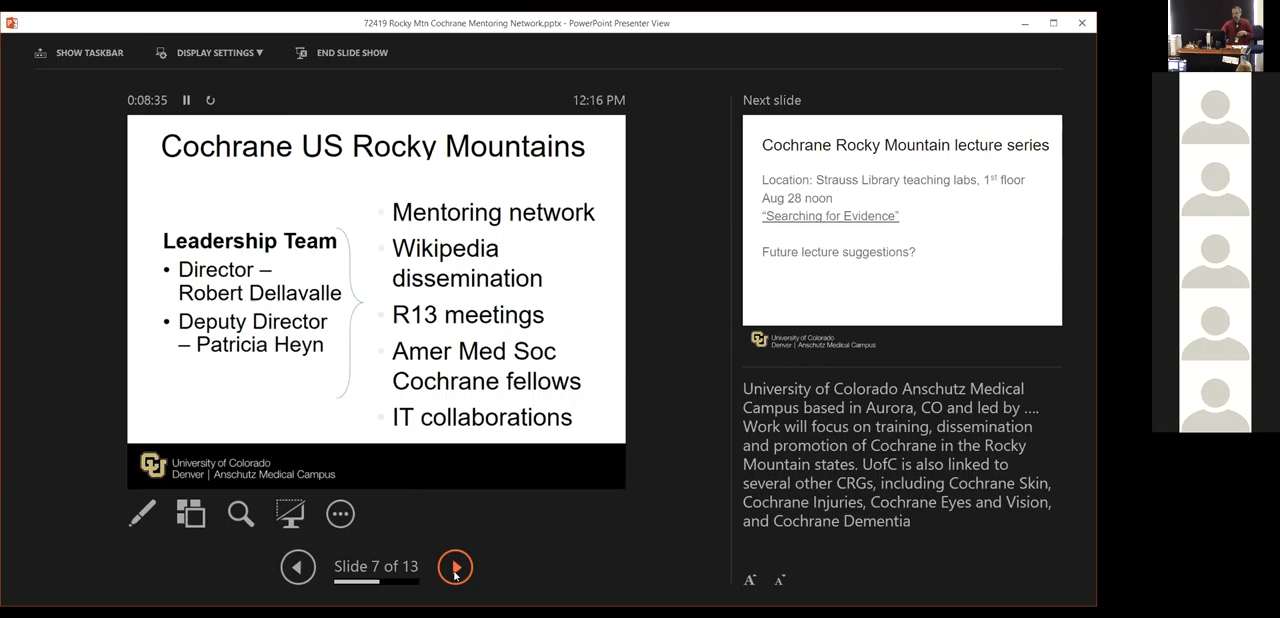 72419 Rocky Mtn Cochrane Mentoring Network.pptx - PowerPoint Presenter View
SHOW TASKBAR
DISPLAY SETTINGS ▼
END SLIDE SHOW
0:08:35
12:16 PM
Cochrane US Rocky Mountains
Leadership Team
• Director –
Robert Dellavalle
• Deputy Director
– Patricia Heyn
Mentoring network
Wikipedia
dissemination
R13 meetings
Amer Med Soc
Cochrane fellows
IT collaborations
University of Colorado
Denver | Anschutz Medical Campus
Slide 7 of 13
Next slide
Cochrane Rocky Mountain lecture series
Location: Strauss Library teaching labs, 1st floor
Aug 28 noon
“Searching for Evidence”
Future lecture suggestions?
University of Colorado
Denver | Anschutz Medical Campus
University of Colorado Anschutz Medical
Campus based in Aurora, CO and led by ....
Work will focus on training, dissemination
and promotion of Cochrane in the Rocky
Mountain states. UofC is also linked to
several other CRGs, including Cochrane Skin,
Cochrane Injuries, Cochrane Eyes and Vision,
and Cochrane Dementia
A A